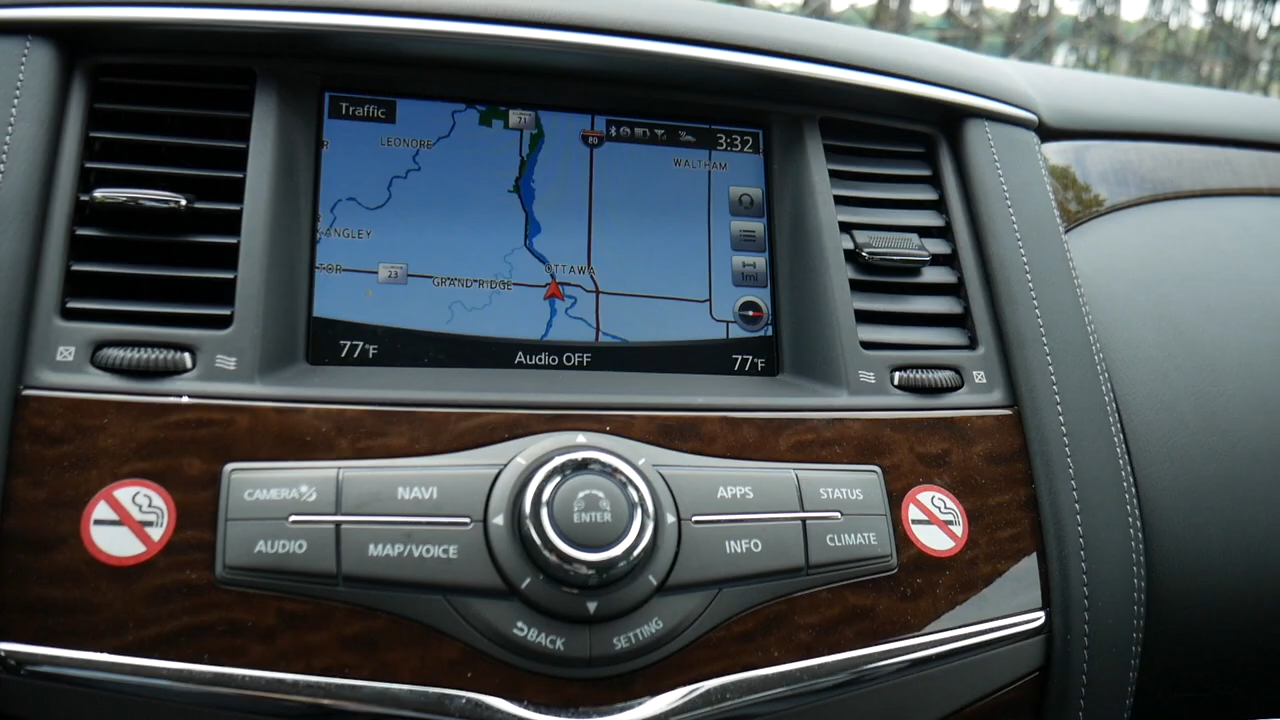 Traffic
71
80
3:32
LEONORE
WALTHAM
ANGLEY
TOR
23
GRAND RIDGE
OTTAWA
1mi
77°F
Audio OFF
77°F
CAMERA
NAVI
APPS
STATUS
ENTER
AUDIO
MAP/VOICE
INFO
CLIMATE
BACK
SETTING